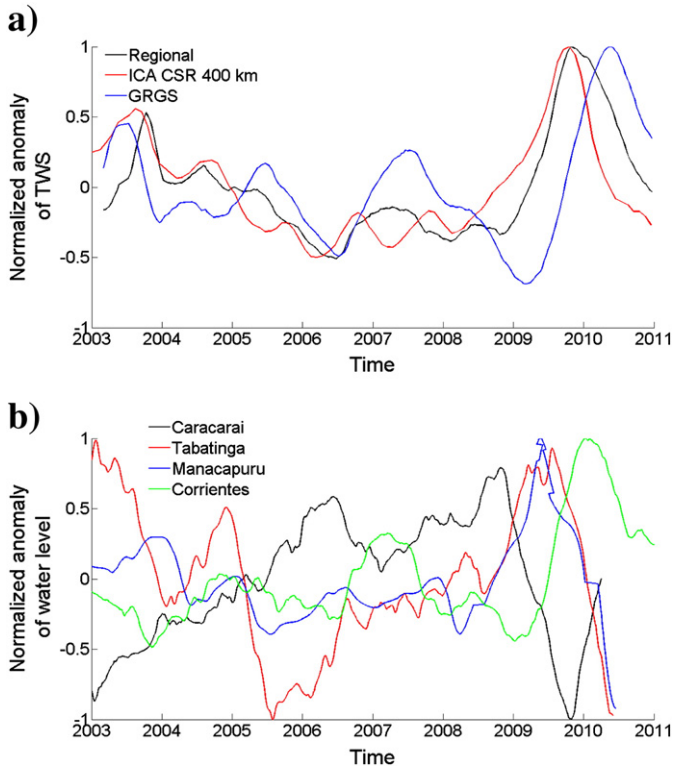 a)
Regional
ICA CSR 400 km
GRGS
Normalized anomaly
of TWS
1
0.5
0
-0.5
-1
2003 2004 2005 2006 2007 2008 2009 2010 2011
Time
b)
Caracarai
Tabatinga
Manacapuru
Corrientes
Normalized anomaly
of water level
1
0.5
0
-0.5
-1
2003 2004 2005 2006 2007 2008 2009 2010 2011
Time